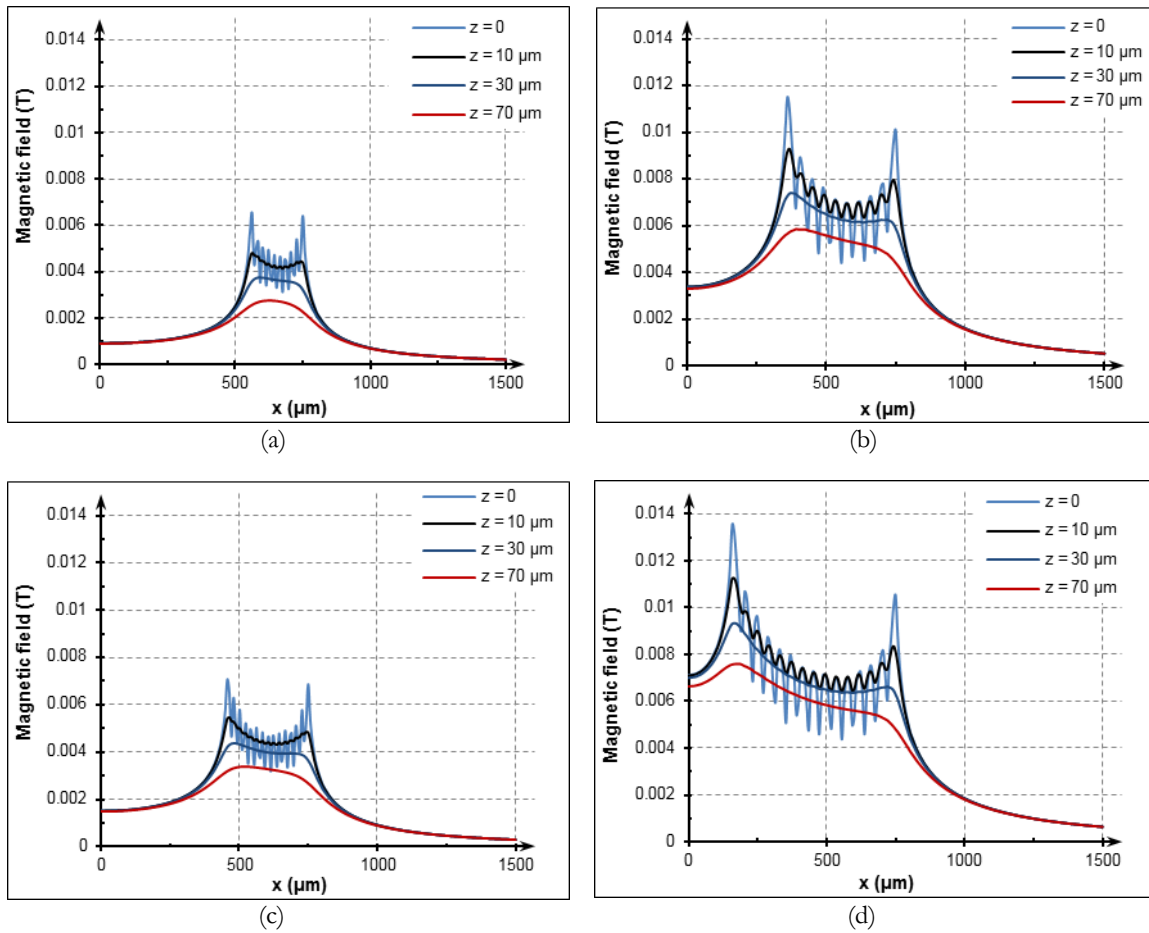 z = 0
z = 10 µm
z = 30 µm
z = 70 µm
Magnetic field (T)
0.014
0.012
0.01
0.008
0.006
0.004
0.002
0
0 500 1000 1500
x (µm)
(a)
z = 0
z = 10 µm
z = 30 µm
z = 70 µm
Magnetic field (T)
0.014
0.012
0.01
0.008
0.006
0.004
0.002
0
0 500 1000 1500
x (µm)
(b)
z = 0
z = 10 µm
z = 30 µm
z = 70 µm
Magnetic field (T)
0.014
0.012
0.01
0.008
0.006
0.004
0.002
0
0 500 1000 1500
x (µm)
(c)
z = 0
z = 10 µm
z = 30 µm
z = 70 µm
Magnetic field (T)
0.014
0.012
0.01
0.008
0.006
0.004
0.002
0
0 500 1000 1500
x (µm)
(d)